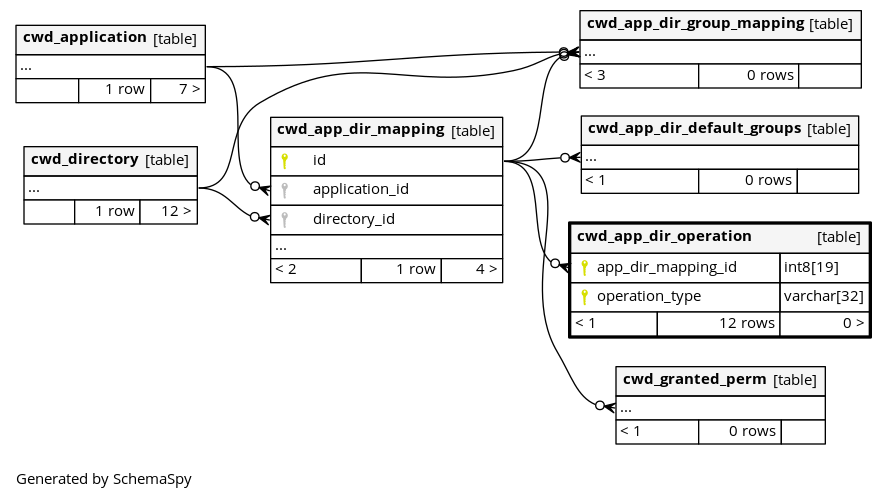 cwd_application [table]
...
1 row 7 >
cwd_directory [table]
...
1 row 12 >
cwd_app_dir_mapping [table]
id
application_id
directory_id
...
< 2 1 row 4 >
cwd_app_dir_group_mapping [table]
...
< 3 0 rows
cwd_app_dir_default_groups [table]
...
< 1 0 rows
cwd_app_dir_operation [table]
app_dir_mapping_id int8[19]
operation_type varchar[32]
< 1 12 rows 0 >
cwd_granted_perm [table]
...
< 1 0 rows
Generated by SchemaSpy